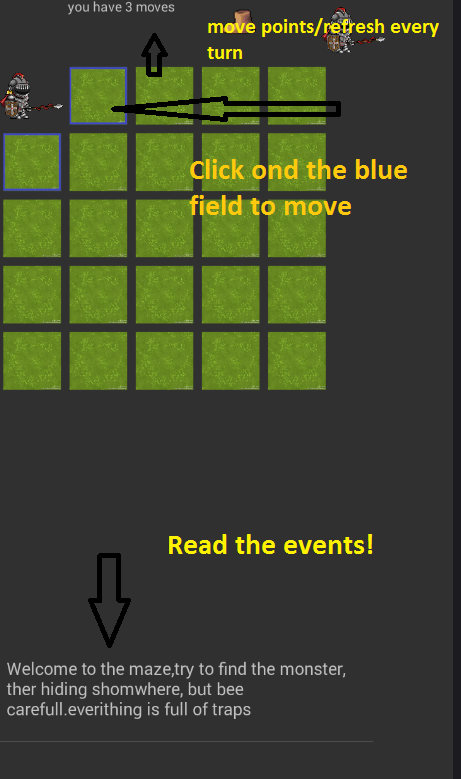 you have 3 moves
move points/refresh every
turn
Click ond the blue
field to move
Read the events!
Welcome to the maze,try to find the monster,
ther hiding shomwhere, but bee
carefull.everithing is full of traps